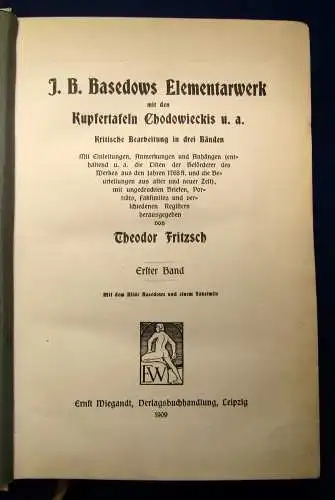 J. B. Basedows Elementarwerk
mit den
Kupfertafeln Chodowieckis u. a.
Kritische Bearbeitung in drei Bänden
Mit Einleitungen, Anmerkungen und Anhängen (ent-
haltend u. a. die Listen der Beförderer des
Werkes aus den Jahren 1768 ff. und die Be-
urteilungen aus alter und neuer Zeit),
mit ungedruckten Briefen, Por-
träts, Faksimiles und ver-
schiedenen Registern
herausgegeben
von
Theodor Fritzsch
Erster Band
Mit dem Bilde Basedows und einem Faksimile
EW
Ernst Wiegandt, Verlagsbuchhandlung, Leipzig
1909